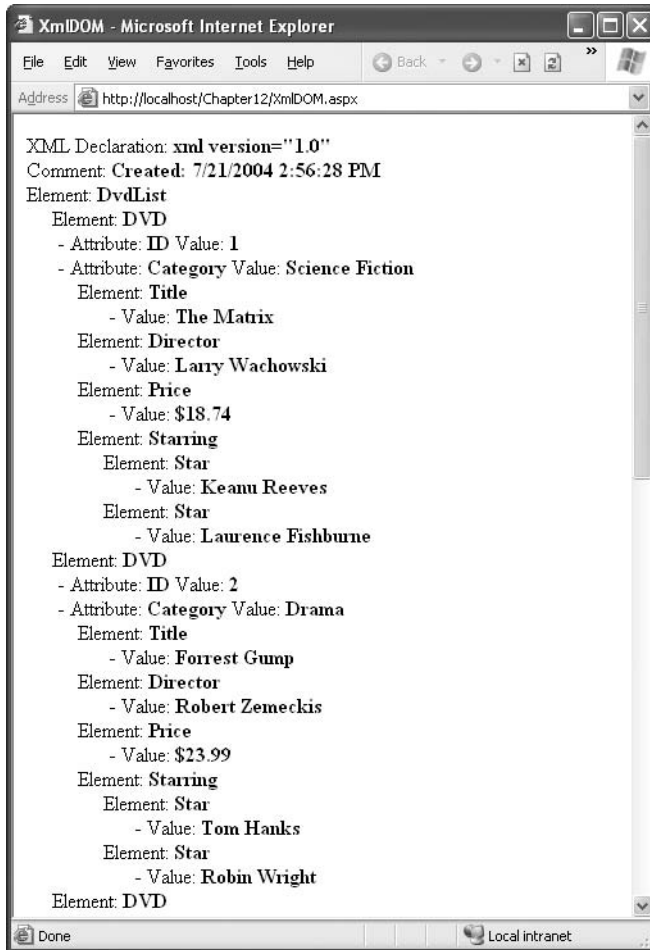 XmlDOM - Microsoft Internet Explorer
File Edit View Favorites Tools Help Back »
Address http://localhost/Chapter12/XmlDOM.aspx
XML Declaration: xml version="1.0"
Comment: Created: 7/21/2004 2:56:28 PM
Element: DvdList
Element: DVD
- Attribute: ID Value: 1
- Attribute: Category Value: Science Fiction
Element: Title
- Value: The Matrix
Element: Director
- Value: Larry Wachowski
Element: Price
- Value: $18.74
Element: Starring
Element: Star
- Value: Keanu Reeves
Element: Star
- Value: Laurence Fishburne
Element: DVD
- Attribute: ID Value: 2
- Attribute: Category Value: Drama
Element: Title
- Value: Forrest Gump
Element: Director
- Value: Robert Zemeckis
Element: Price
- Value: $23.99
Element: Starring
Element: Star
- Value: Tom Hanks
Element: Star
- Value: Robin Wright
Element: DVD
Done Local intranet